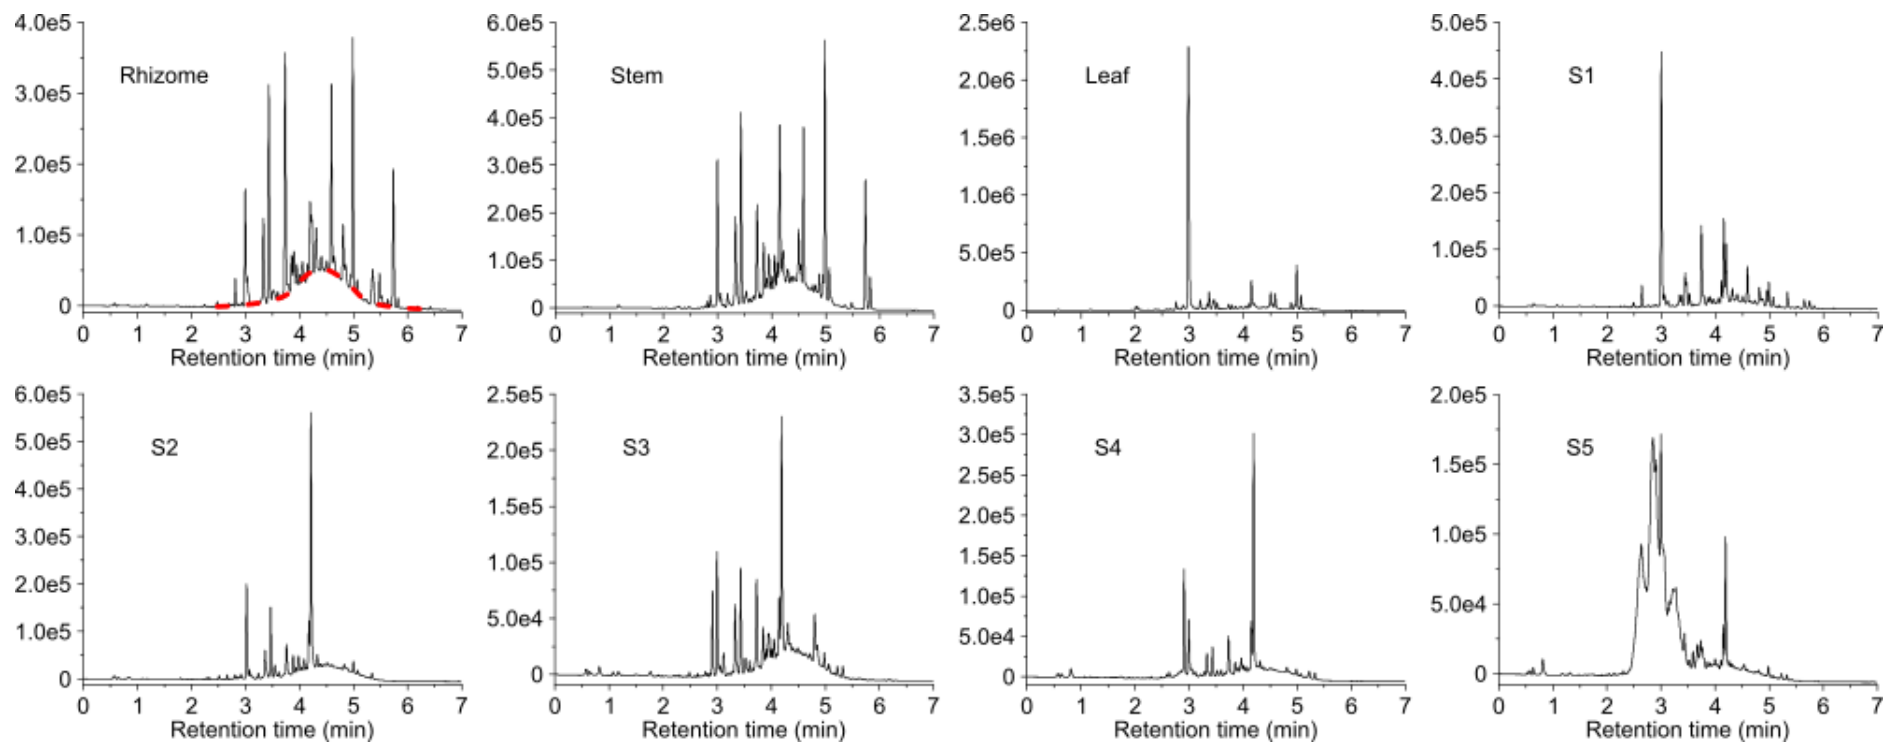 4.0e5 6.0e5 2.5e6 5.0e5
Rhizome Stem Leaf S1
5.0e5 2.0e6 4.0e5
3.0e5 4.0e5 1.5e6 3.0e5
2.0e5 3.0e5 1.0e6 2.0e5
1.0e5 2.0e5 5.0e5 1.0e5
1.0e5
0 0 0 0
0 1 2 3 4 5 6 7 0 1 2 3 4 5 6 7 0 1 2 3 4 5 6 7 0 1 2 3 4 5 6 7
Retention time (min) Retention time (min) Retention time (min) Retention time (min)
6.0e5 2.5e5 3.5e5 2.0e5
S2 S3 S4 S5
5.0e5 2.0e5 3.0e5 1.5e5
4.0e5 1.5e5 2.5e5 1.0e5
3.0e5 1.0e5 2.0e5 5.0e4
2.0e5 5.0e4 1.5e5
1.0e5 1.0e5
5.0e4
0 0 0 0
0 1 2 3 4 5 6 7 0 1 2 3 4 5 6 7 0 1 2 3 4 5 6 7 0 1 2 3 4 5 6 7
Retention time (min) Retention time (min) Retention time (min) Retention time (min)